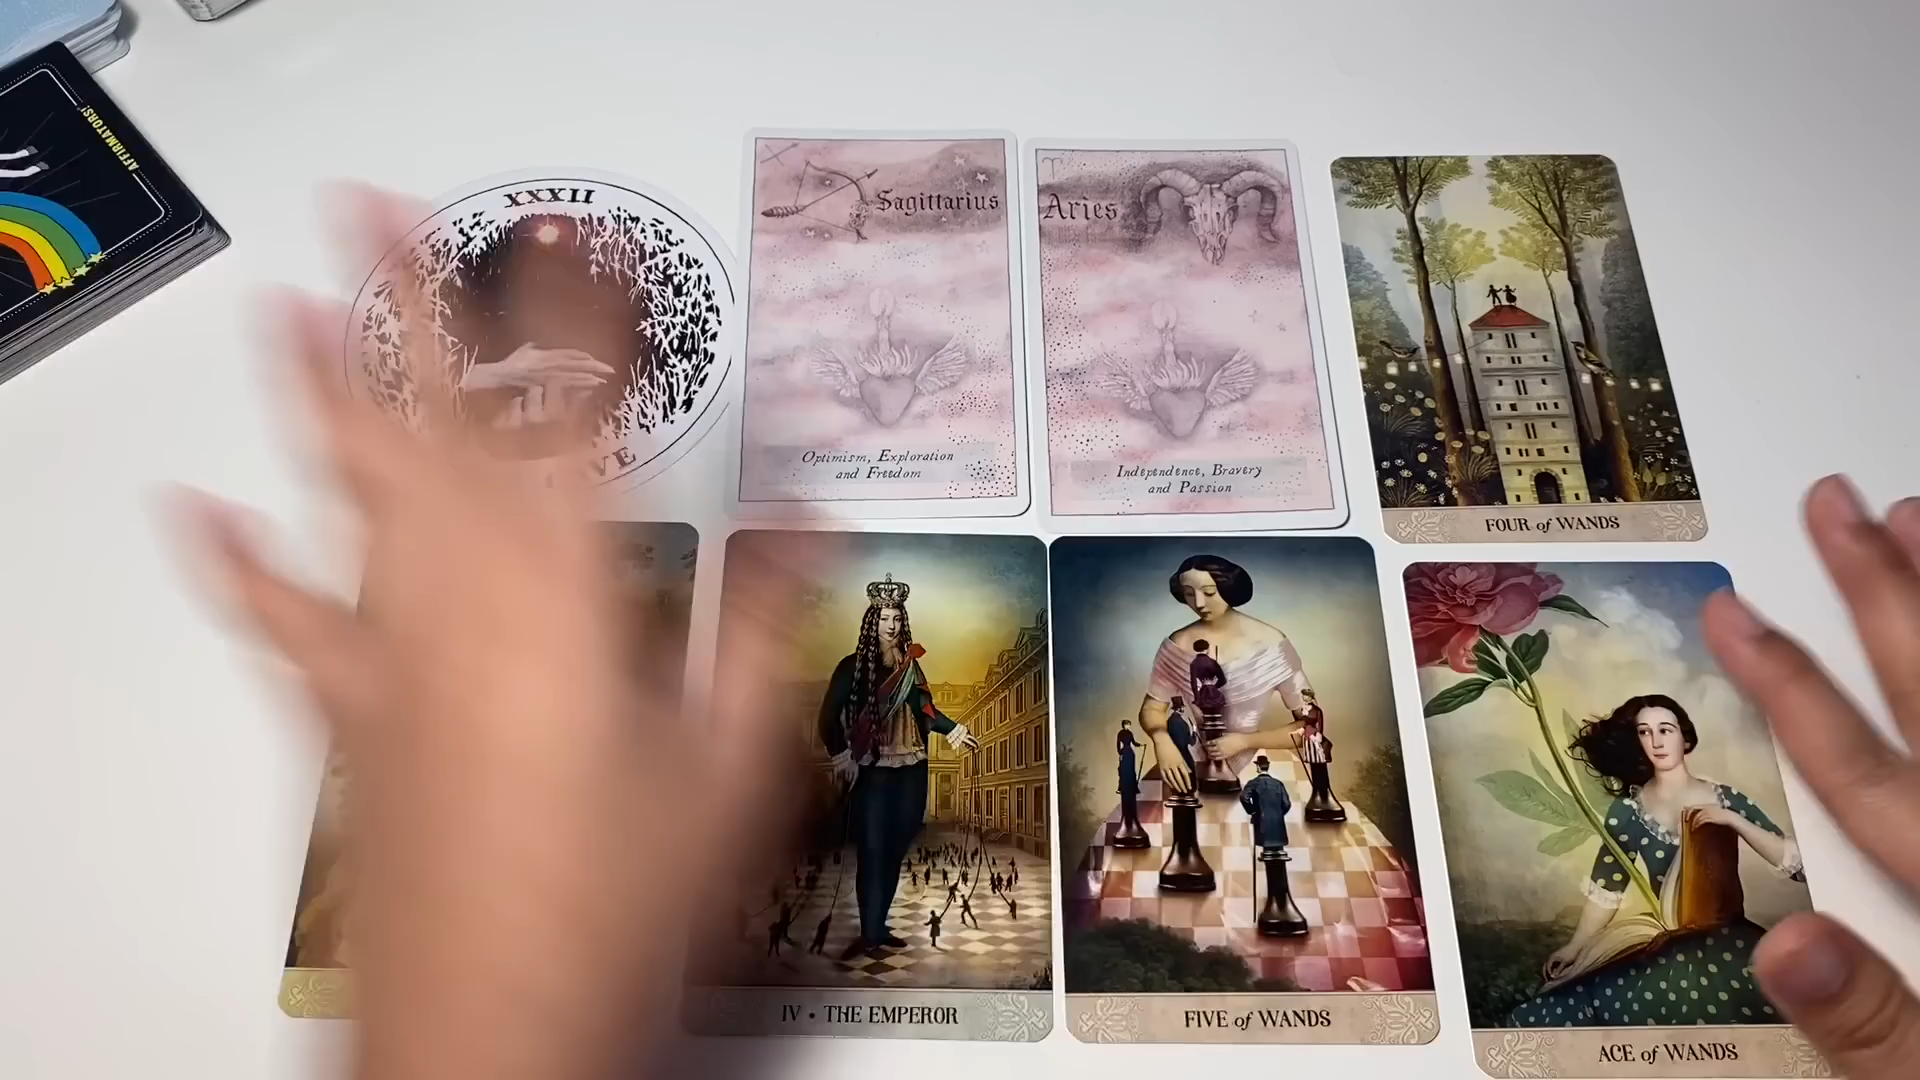 AFFIRMATORS!
XXXII
VE
Sagittarius
Optimism, Exploration
and Freedom
Aries
Independence, Bravery
and Passion
FOUR of WANDS
IV • THE EMPEROR
FIVE of WANDS
ACE of WANDS